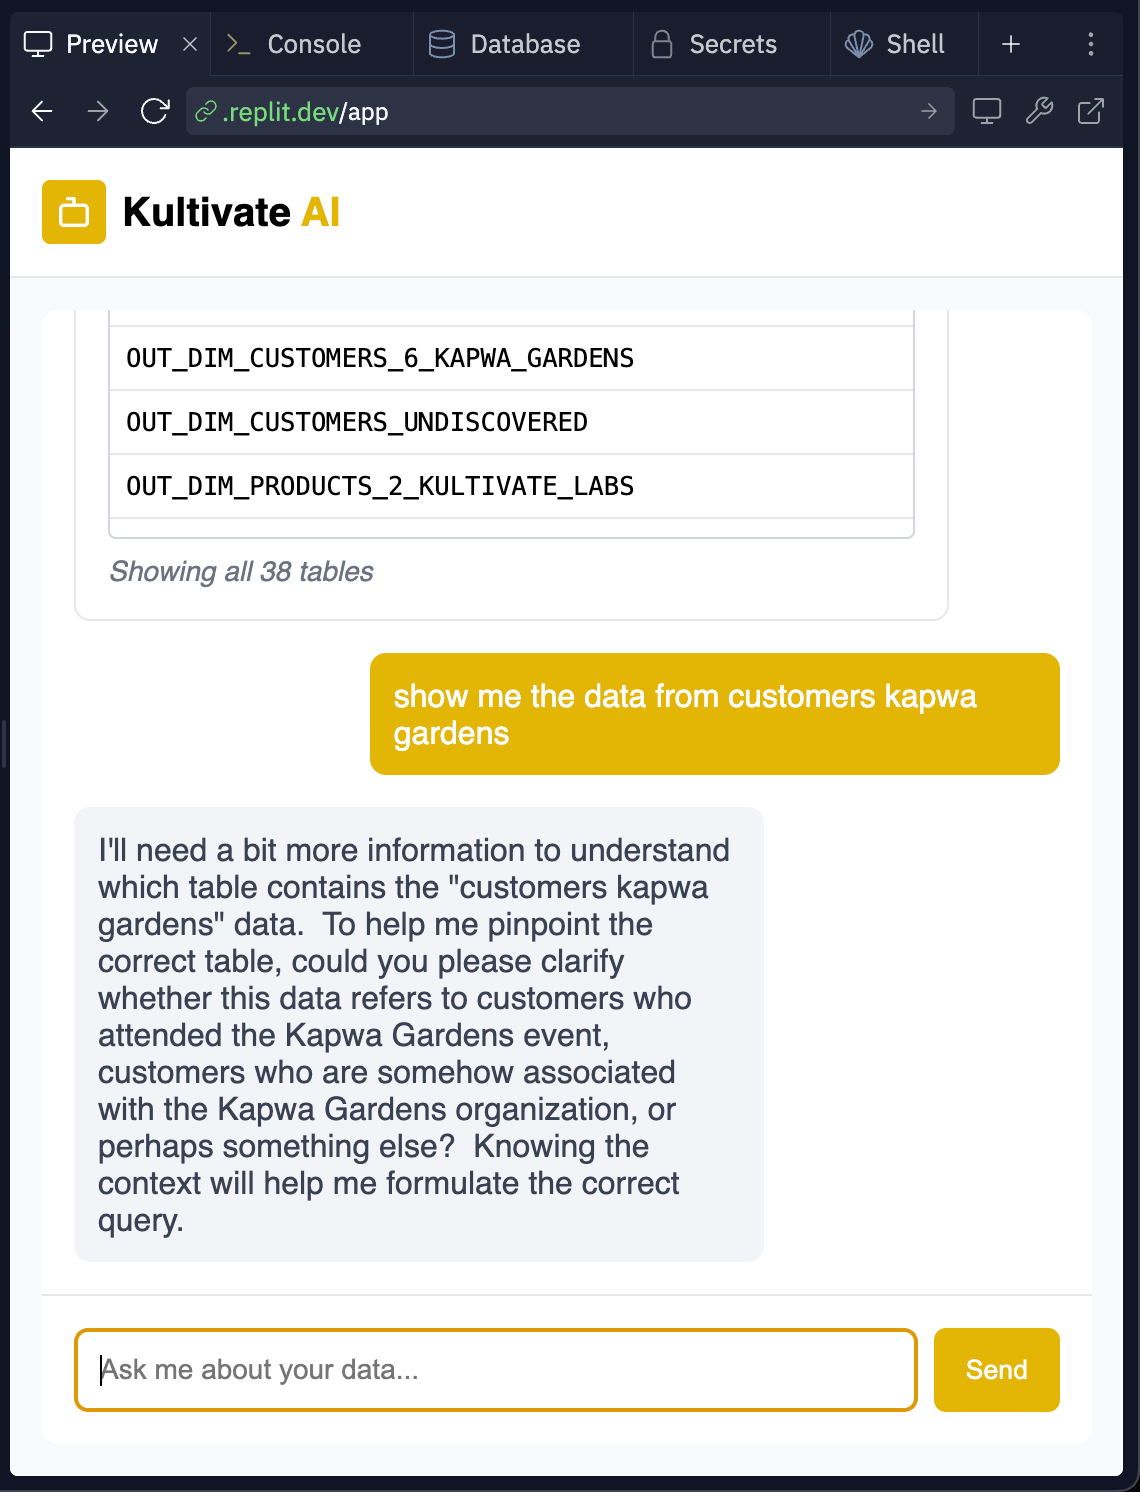 Preview
Console
Database
Secrets
Shell
.replit.dev/app
Kultivate AI
OUT_DIM_CUSTOMERS_6_KAPWA_GARDENS
OUT_DIM_CUSTOMERS_UNDISCOVERED
OUT_DIM_PRODUCTS_2_KULTIVATE_LABS
Showing all 38 tables
show me the data from customers kapwa
gardens
I'll need a bit more information to understand
which table contains the "customers kapwa
gardens" data.  To help me pinpoint the
correct table, could you please clarify
whether this data refers to customers who
attended the Kapwa Gardens event,
customers who are somehow associated
with the Kapwa Gardens organization, or
perhaps something else?  Knowing the
context will help me formulate the correct
query.
Ask me about your data...
Send